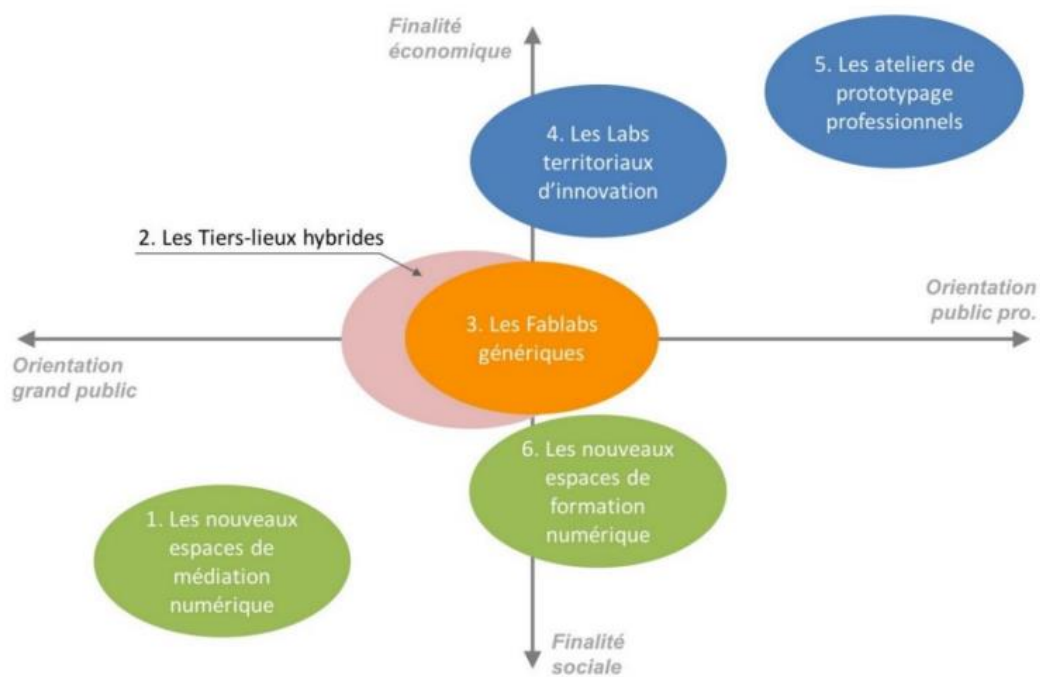 Finalité
économique
5. Les ateliers de
prototypage
professionnels
4. Les Labs
territoriaux
d'innovation
2. Les Tiers-lieux hybrides
Orientation
public pro.
3. Les Fablabs
génériques
Orientation
grand public
6. Les nouveaux
espaces de
formation
numérique
1. Les nouveaux
espaces de
médiation
numérique
Finalité
sociale